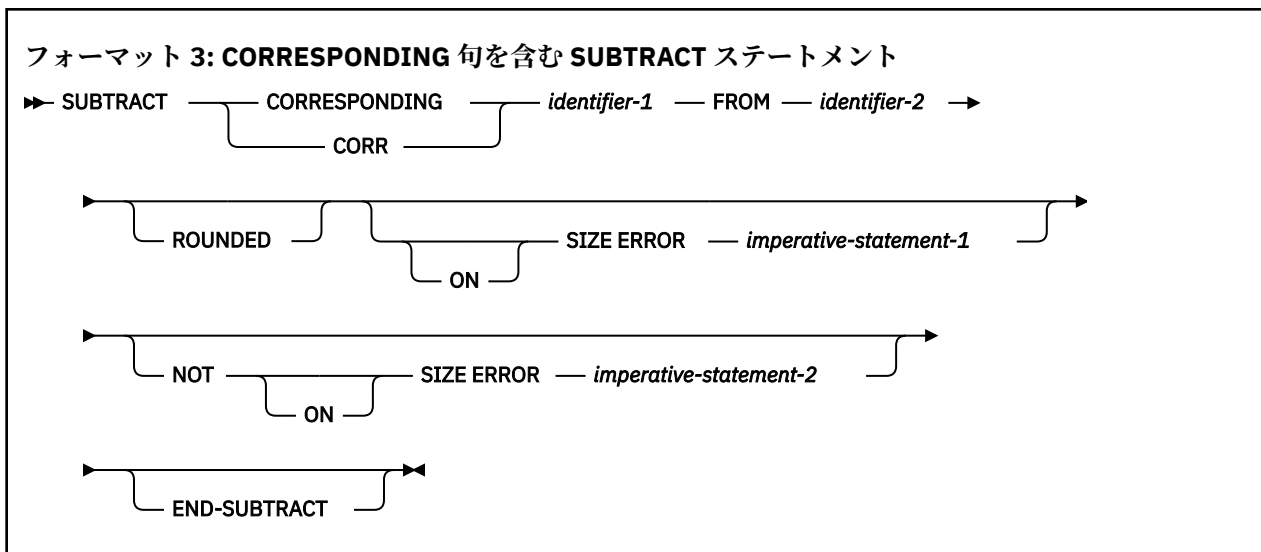 フォーマット 3: CORRESPONDING 句を含む SUBTRACT ステートメント
SUBTRACT CORRESPONDING identifier-1 FROM identifier-2
CORR
ROUNDED SIZE ERROR imperative-statement-1
ON
NOT SIZE ERROR imperative-statement-2
ON
END-SUBTRACT